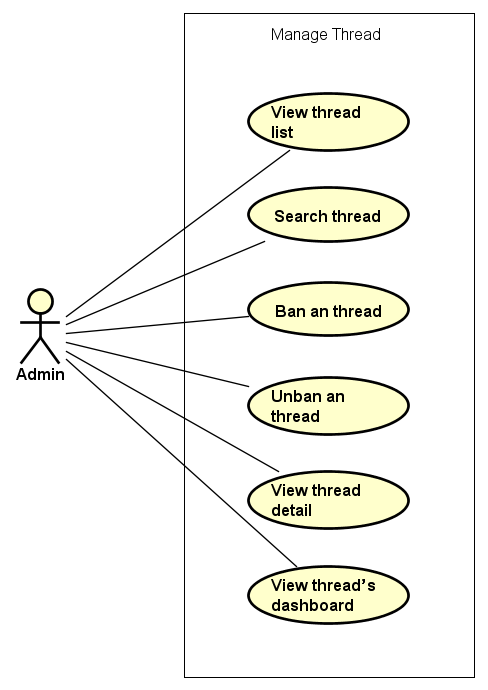 Manage Thread
View thread
list
Search thread
Ban an thread
Admin
Unban an
thread
View thread
detail
View thread's
dashboard